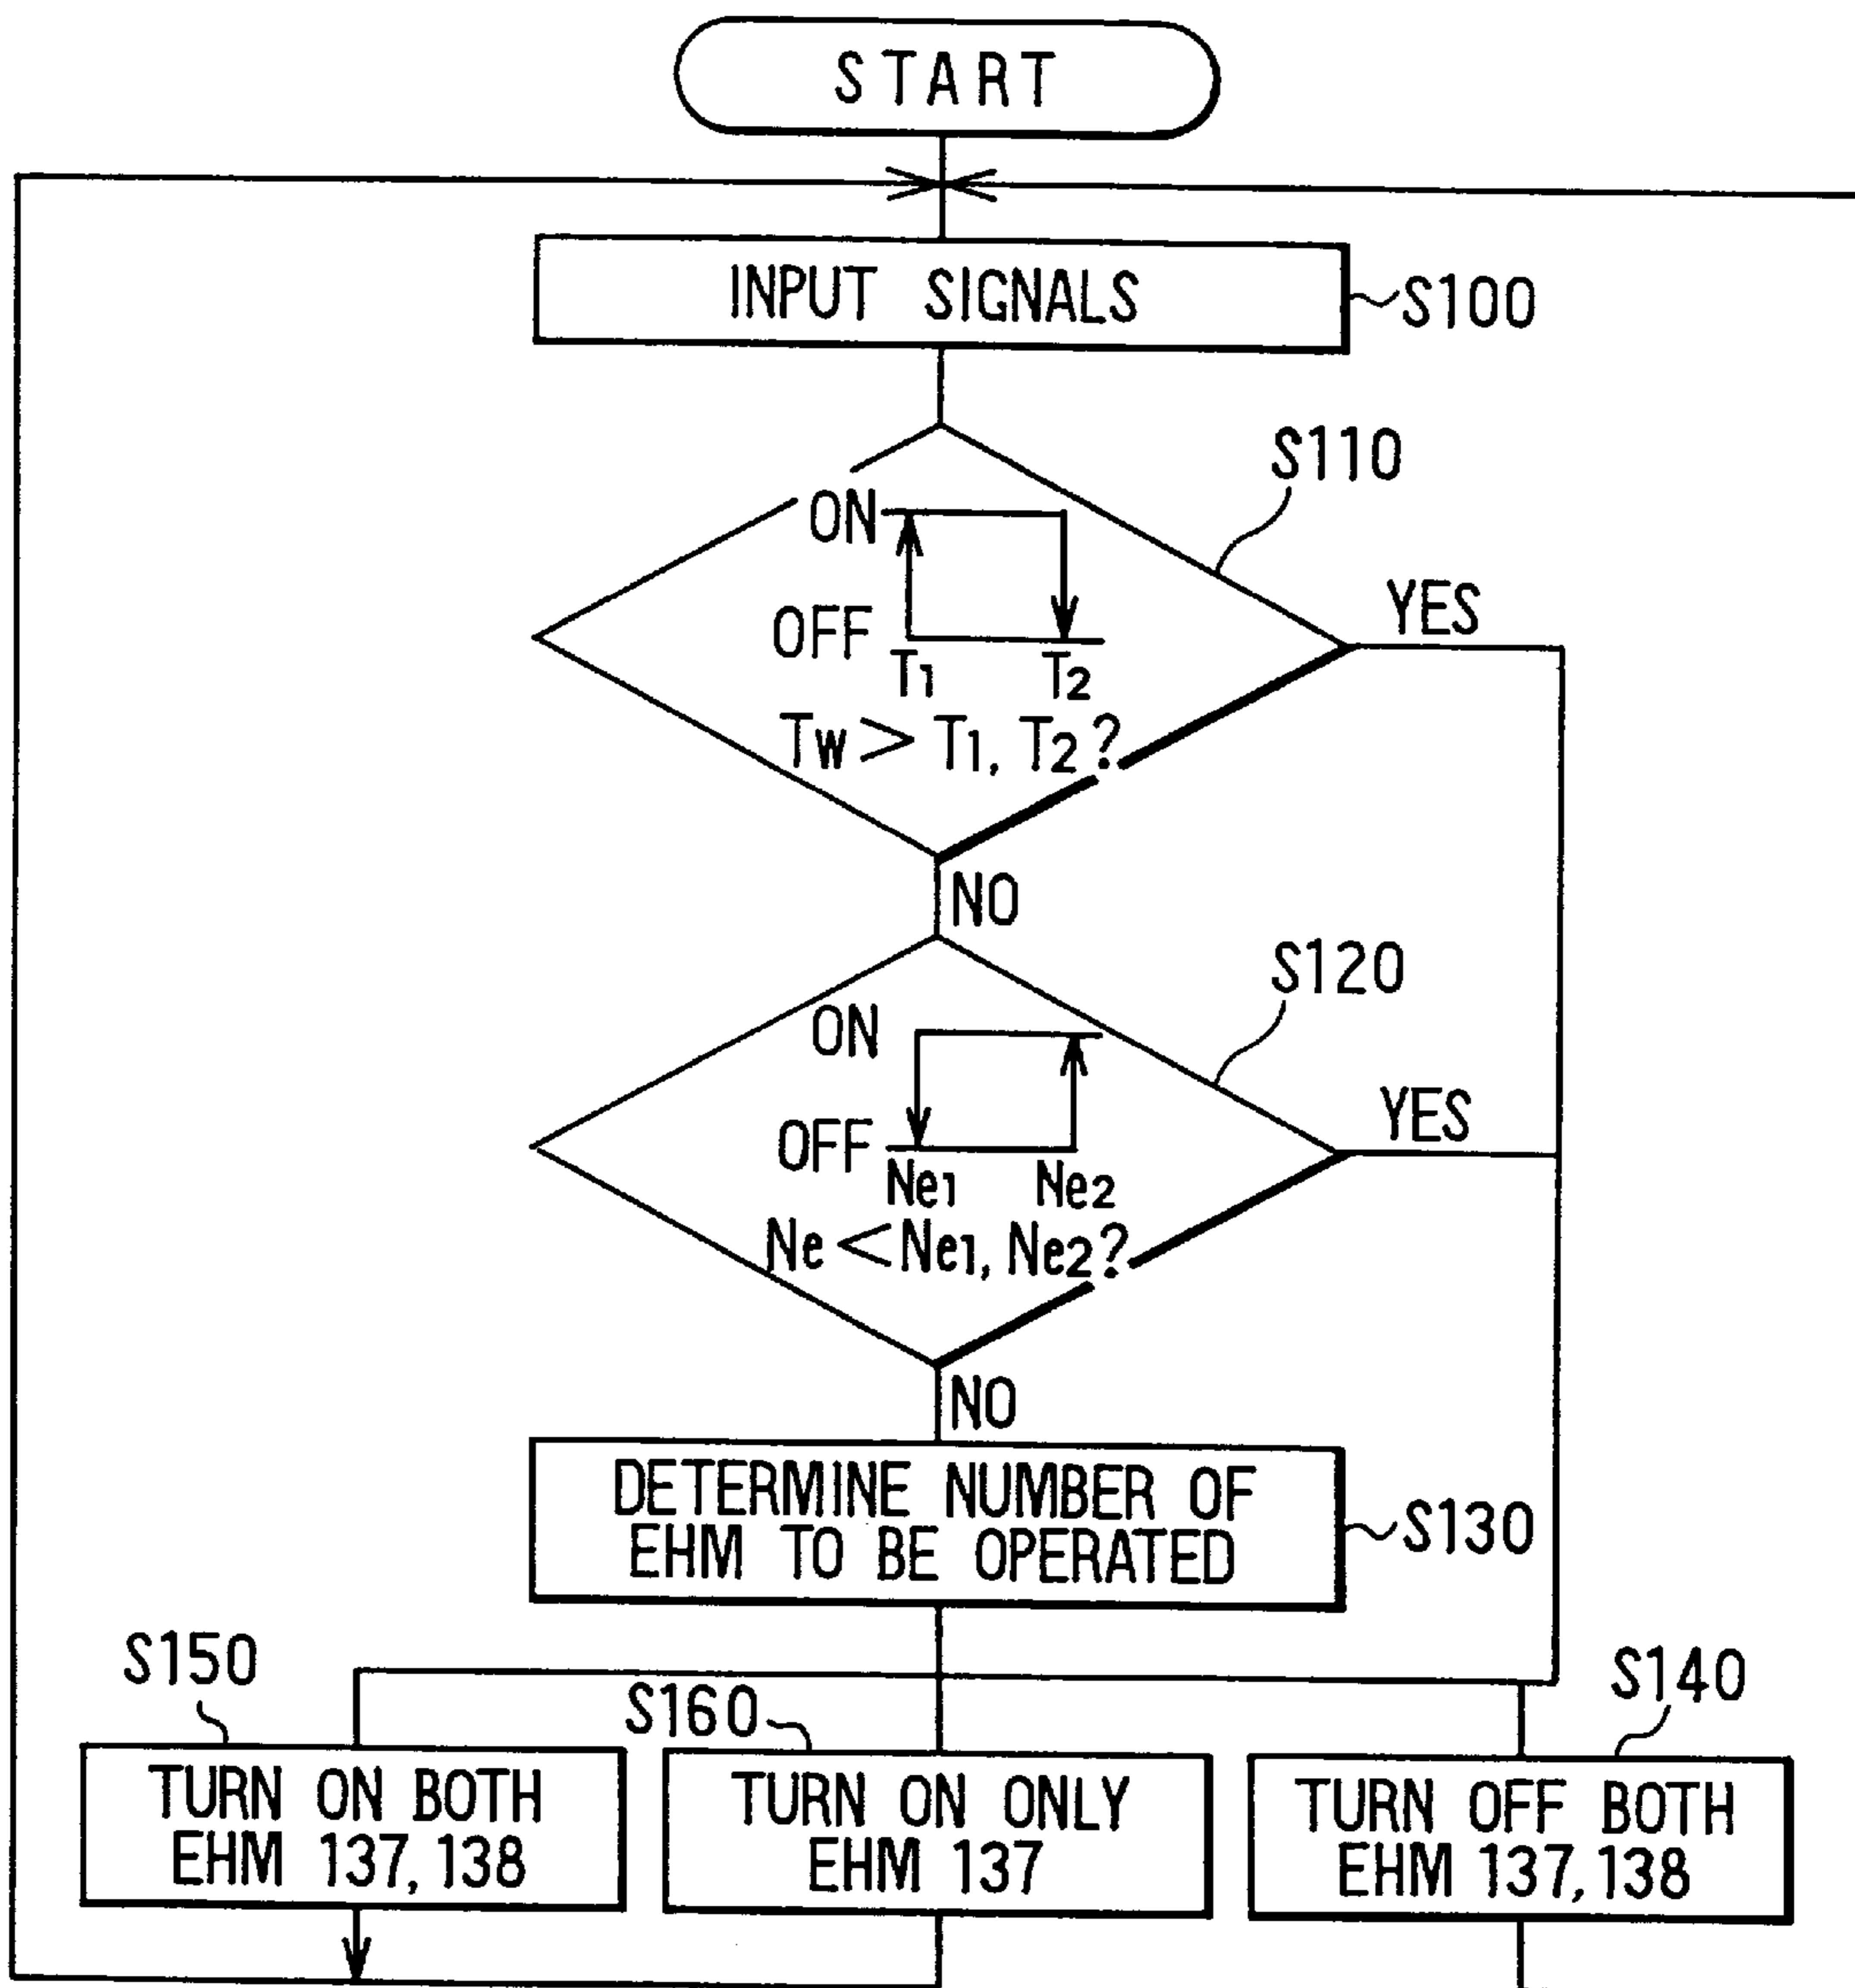 START
INPUT SIGNALS
S100
S110
ON
OFF
T1
T2
YES
Tw > T1, T2?
NO
S120
ON
OFF
Ne1
Ne2
YES
Ne < Ne1, Ne2?
NO
DETERMINE NUMBER OF
EHM TO BE OPERATED
S130
S150
S160
S140
TURN ON BOTH
EHM 137, 138
TURN ON ONLY
EHM 137
TURN OFF BOTH
EHM 137, 138